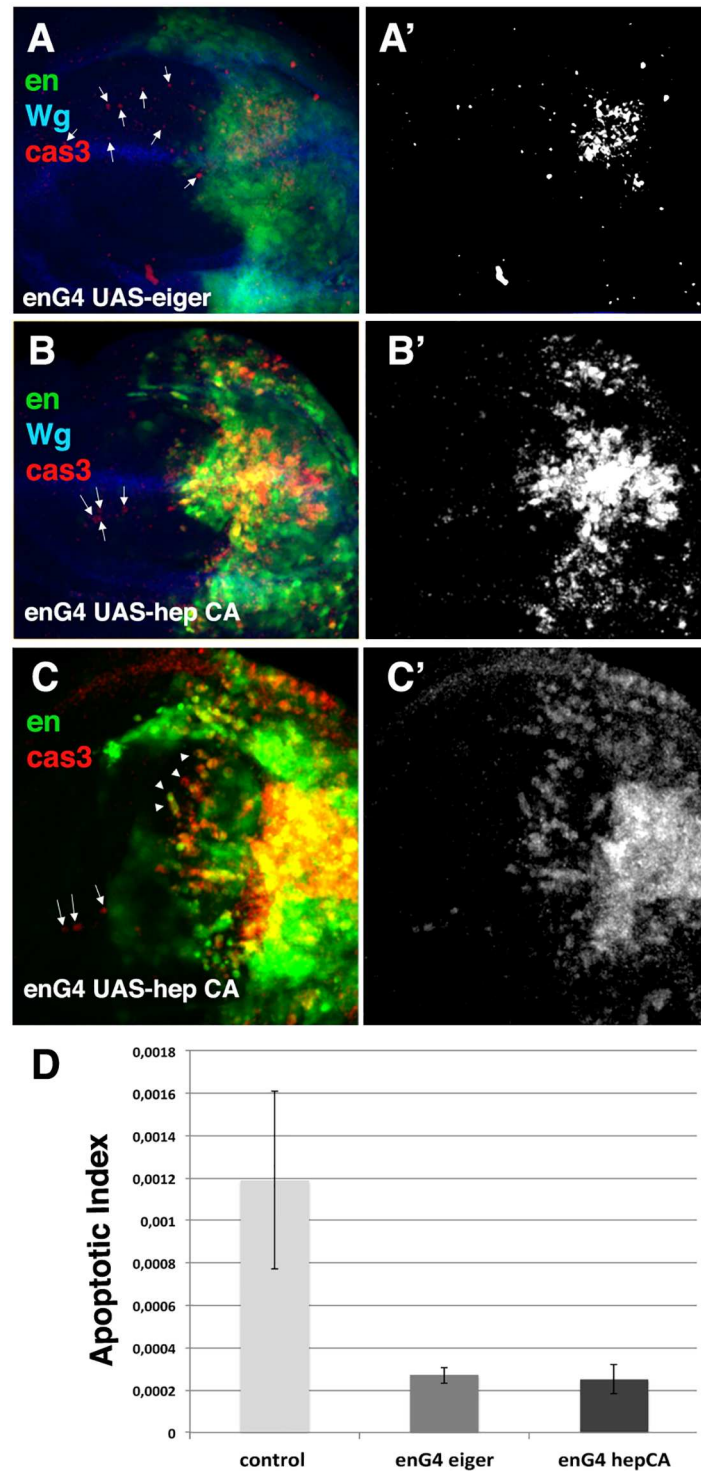 A
en
Wg
cas3
enG4 UAS-eiger
A’
B
en
Wg
cas3
enG4 UAS-hep CA
B’
C
en
cas3
enG4 UAS-hep CA
C’
D
Apoptotic Index
0,0018
0,0016
0,0014
0,0012
0,001
0,0008
0,0006
0,0004
0,0002
0
control
enG4 eiger
enG4 hepCA